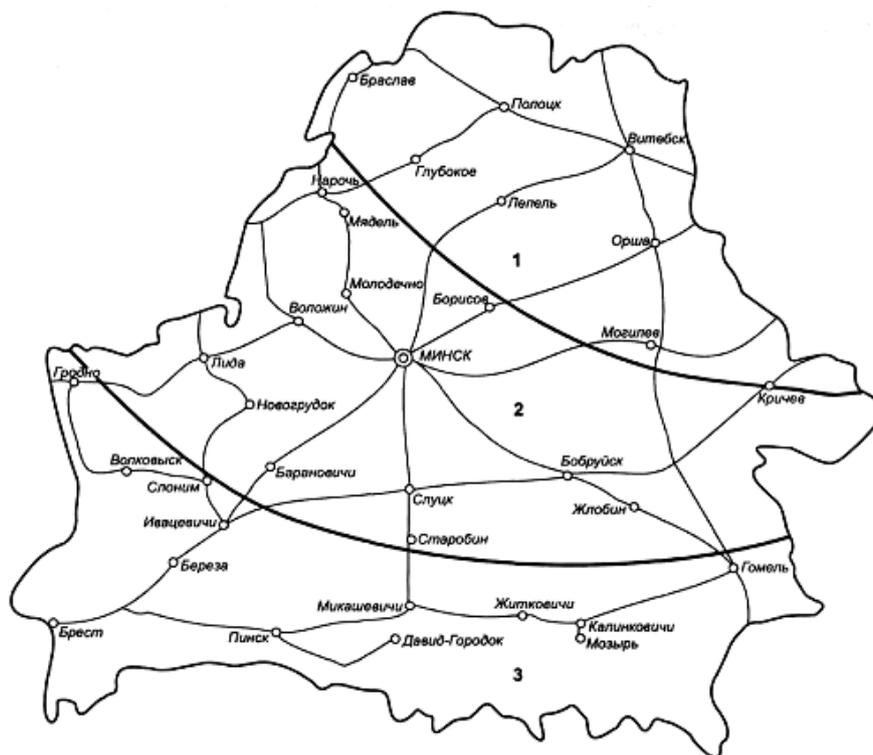 Браслав
Полоцк
Витебск
Глубокое
Нарочь
Лепель
Мядель
Орша
1
Молодечно
Борисов
Воложин
Могилев
МИНСК
Лида
Гродно
Кричев
Новогрудок
2
Волковыск
Барановичи
Бобруйск
Слоним
Слуцк
Жлобин
Ивацевичи
Старобин
Береза
Гомель
Микашевичи
Житковичи
Брест
Калинковичи
Пинск
Давид-Городок
Мозырь
3